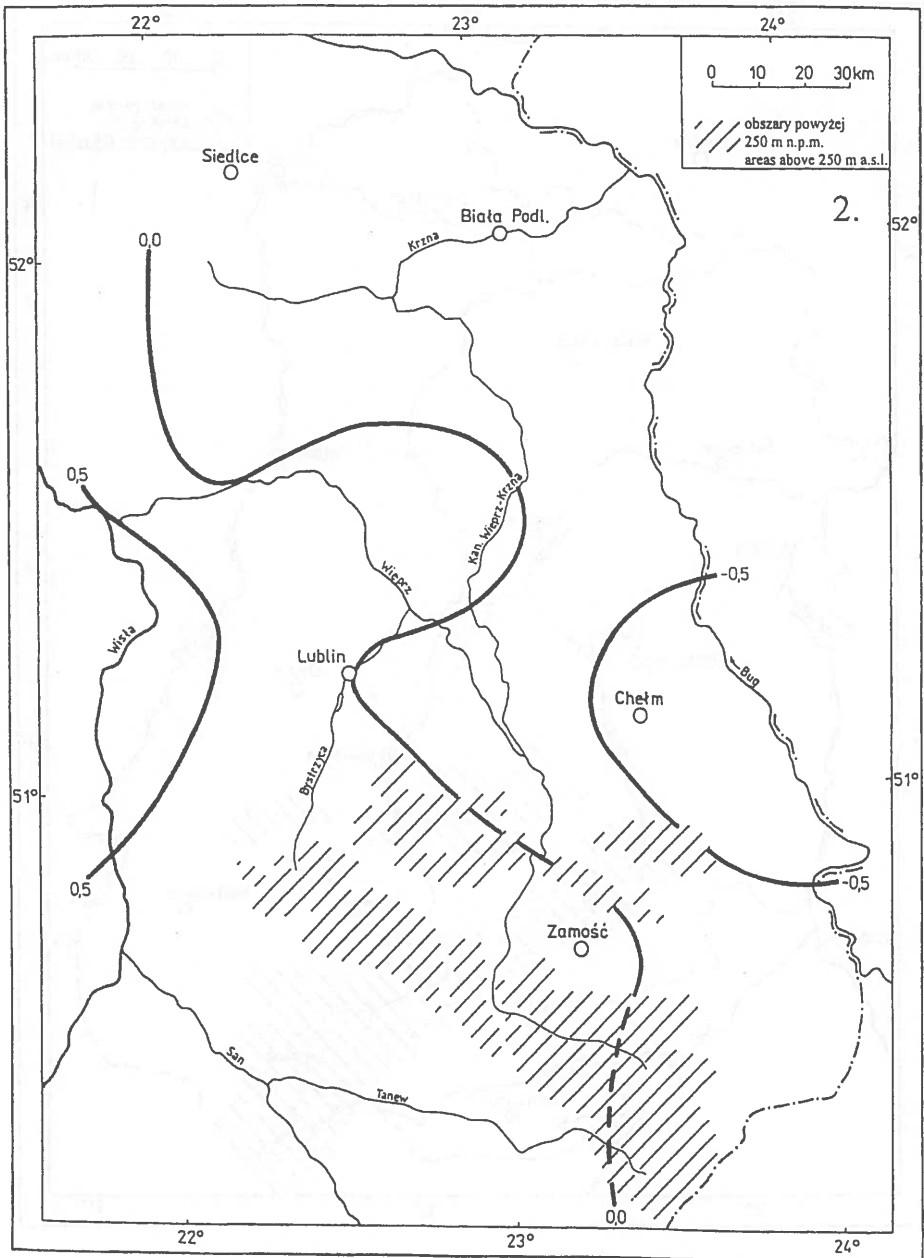 22°
23°
24°
0 10 20 30km
obszary powyżej
250 m n.p.m.
areas above 250 m a.s.l.
2.
Siedlce
Biała Podl.
Krzna
52°
52°
0,0
0,5
Kan. Wieprz-Krzna
Wieprz
-0,5
Wisła
Lublin
Bug
Chełm
Bystrzyca
51°
51°
0,5
-0,5
Zamość
San
Tanew
0,0
22°
23°
24°